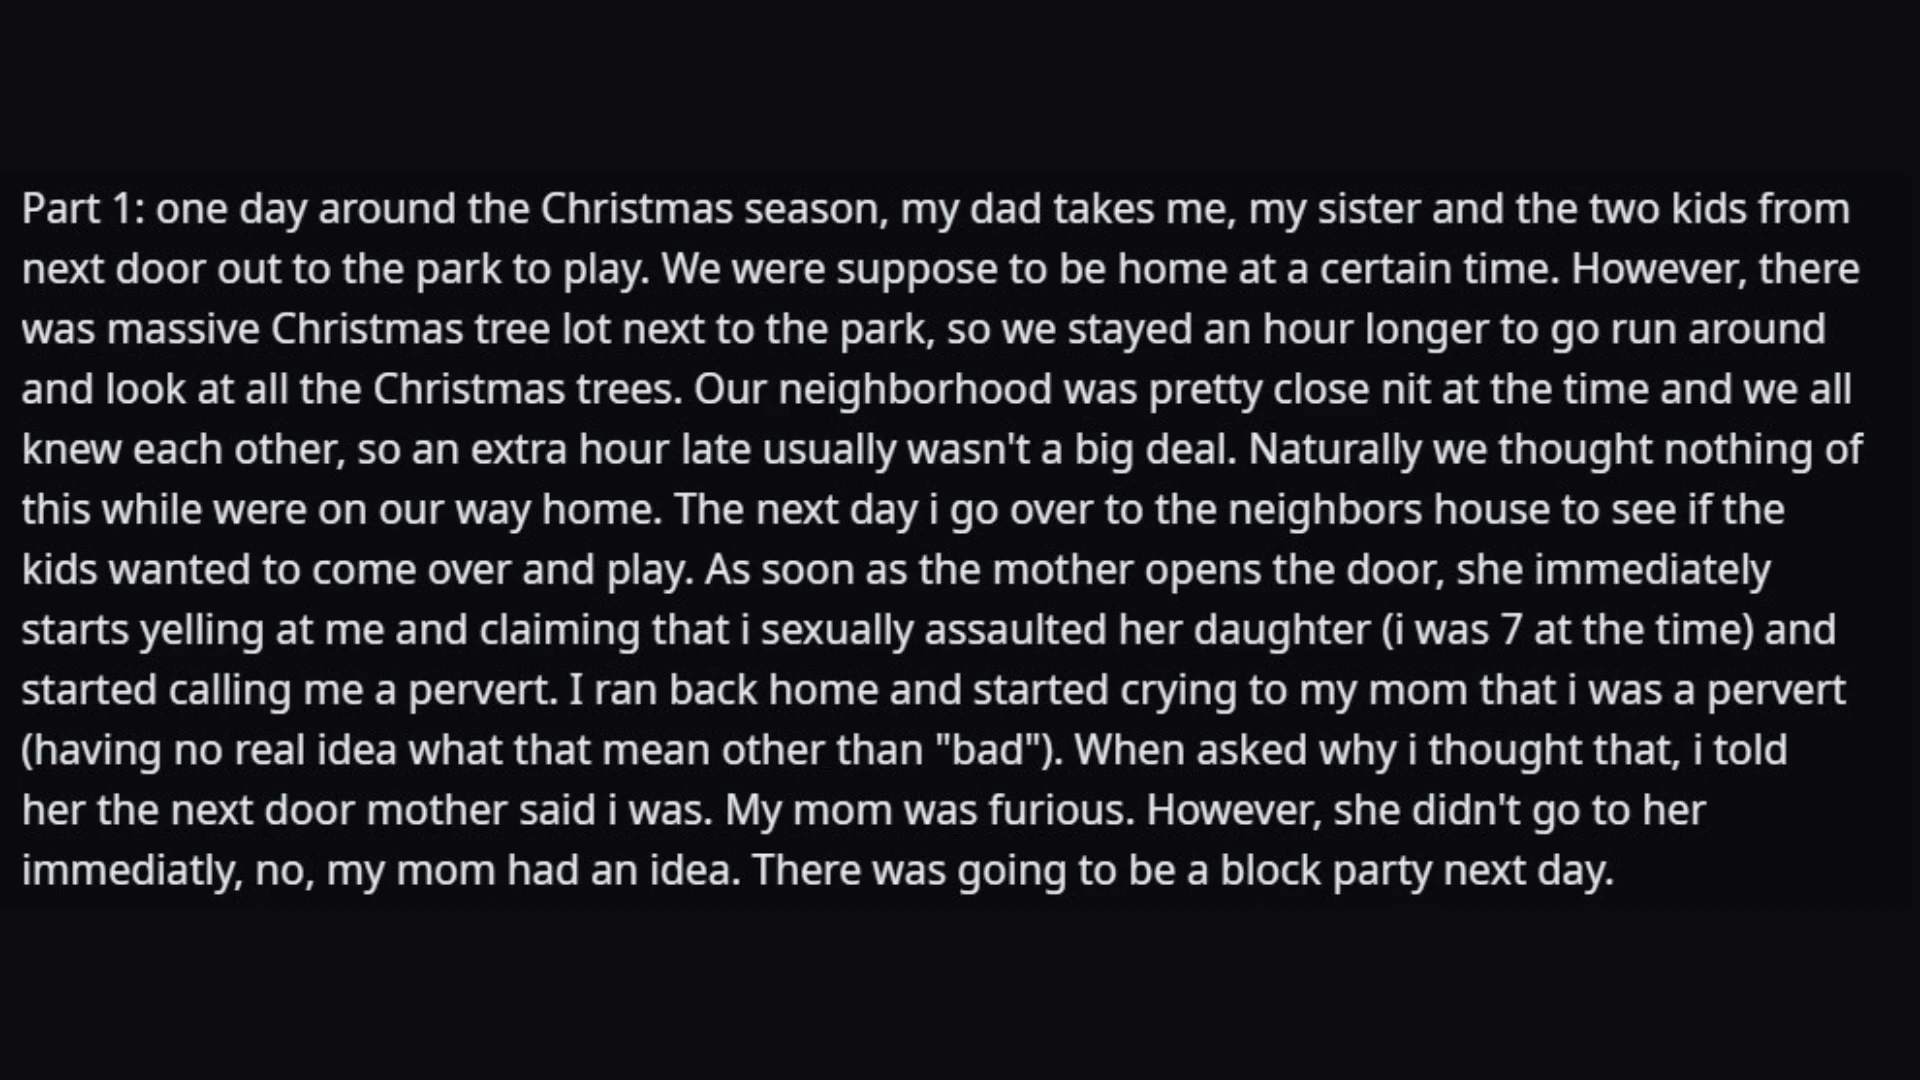 Part 1: one day around the Christmas season, my dad takes me, my sister and the two kids from
next door out to the park to play. We were suppose to be home at a certain time. However, there
was massive Christmas tree lot next to the park, so we stayed an hour longer to go run around
and look at all the Christmas trees. Our neighborhood was pretty close nit at the time and we all
knew each other, so an extra hour late usually wasn't a big deal. Naturally we thought nothing of
this while were on our way home. The next day i go over to the neighbors house to see if the
kids wanted to come over and play. As soon as the mother opens the door, she immediately
starts yelling at me and claiming that i sexually assaulted her daughter (i was 7 at the time) and
started calling me a pervert. I ran back home and started crying to my mom that i was a pervert
(having no real idea what that mean other than "bad"). When asked why i thought that, i told
her the next door mother said i was. My mom was furious. However, she didn't go to her
immediatly, no, my mom had an idea. There was going to be a block party next day.